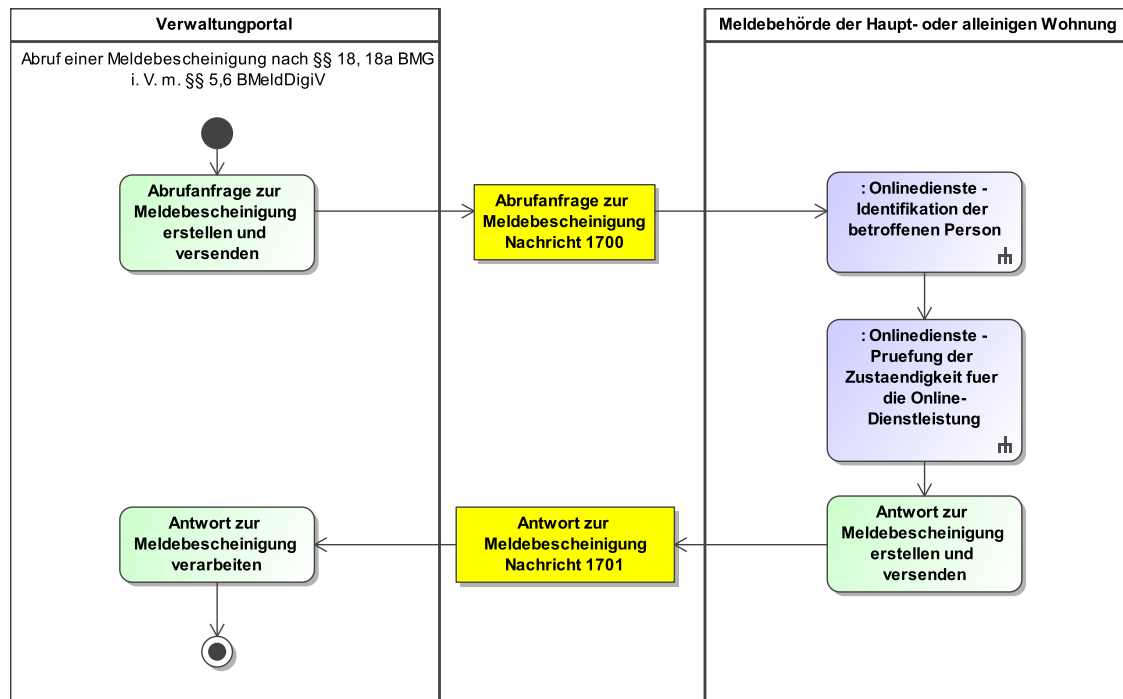 Verwaltungportal
Meldebehörde der Haupt- oder alleinigen Wohnung
Abruf einer Meldebescheinigung nach §§ 18, 18a BMG
i. V. m. §§ 5,6 BMeldDigiV
Abrufanfrage zur
Meldebescheinigung
erstellen und
versenden
Abrufanfrage zur
Meldebescheinigung
Nachricht 1700
: Onlinedienste -
Identifikation der
betroffenen Person
: Onlinedienste -
Pruefung der
Zustaendigkeit fuer
die Online-
Dienstleistung
Antwort zur
Meldebescheinigung
erstellen und
versenden
Antwort zur
Meldebescheinigung
Nachricht 1701
Antwort zur
Meldebescheinigung
verarbeiten